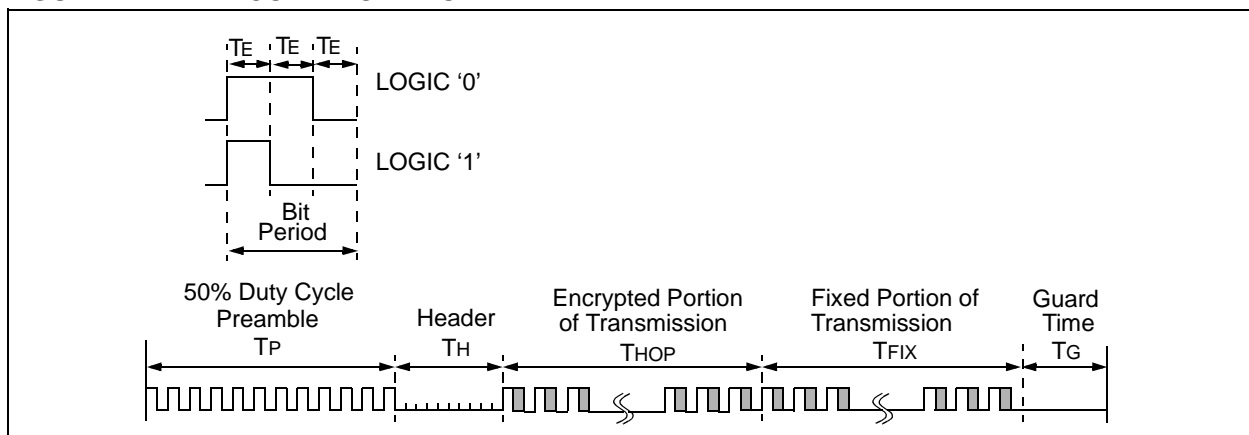 TE TE TE
LOGIC ‘0’
LOGIC ‘1’
Bit
Period
50% Duty Cycle
Preamble
TP
Header
TH
Encrypted Portion
of Transmission
THOP
Fixed Portion of
Transmission
TFIX
Guard
Time
TG